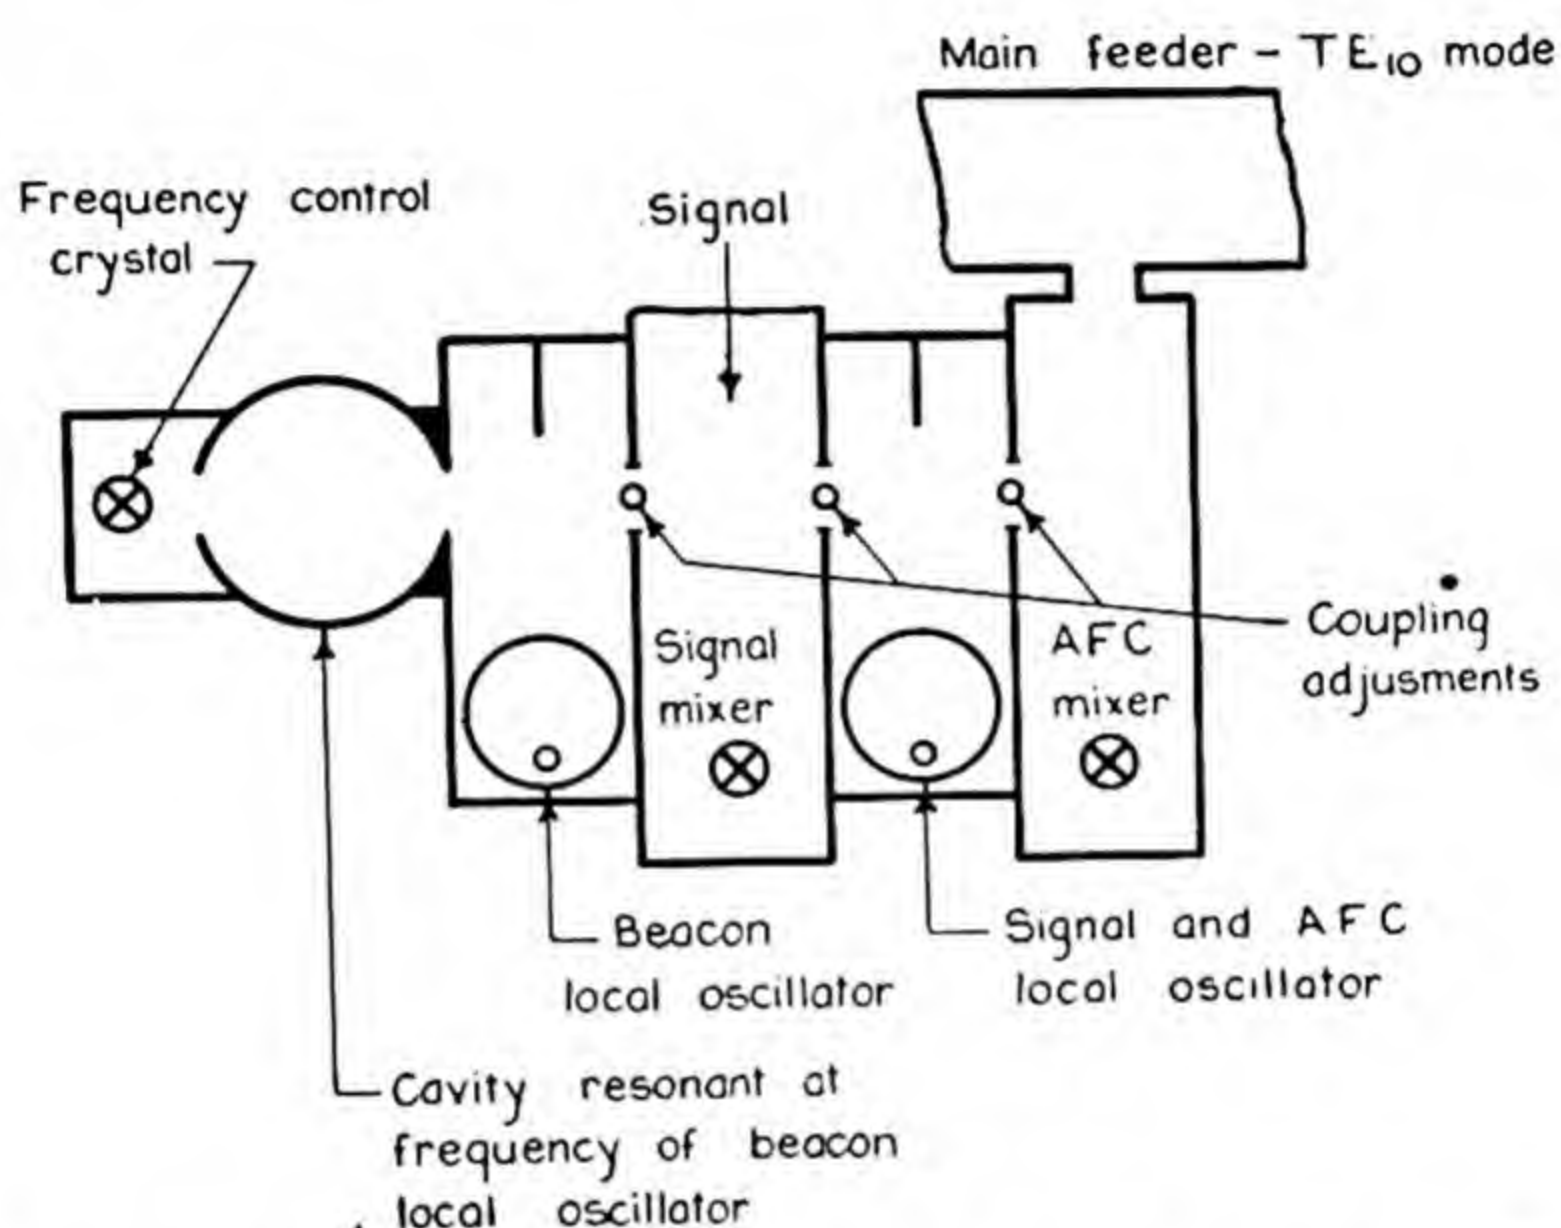 Main feeder – TE10 mode
Frequency control
crystal
Signal
Signal
mixer
AFC
mixer
Coupling
adjusments
Beacon
local oscillator
Signal and AFC
local oscillator
Cavity resonant at
frequency of beacon
local oscillator